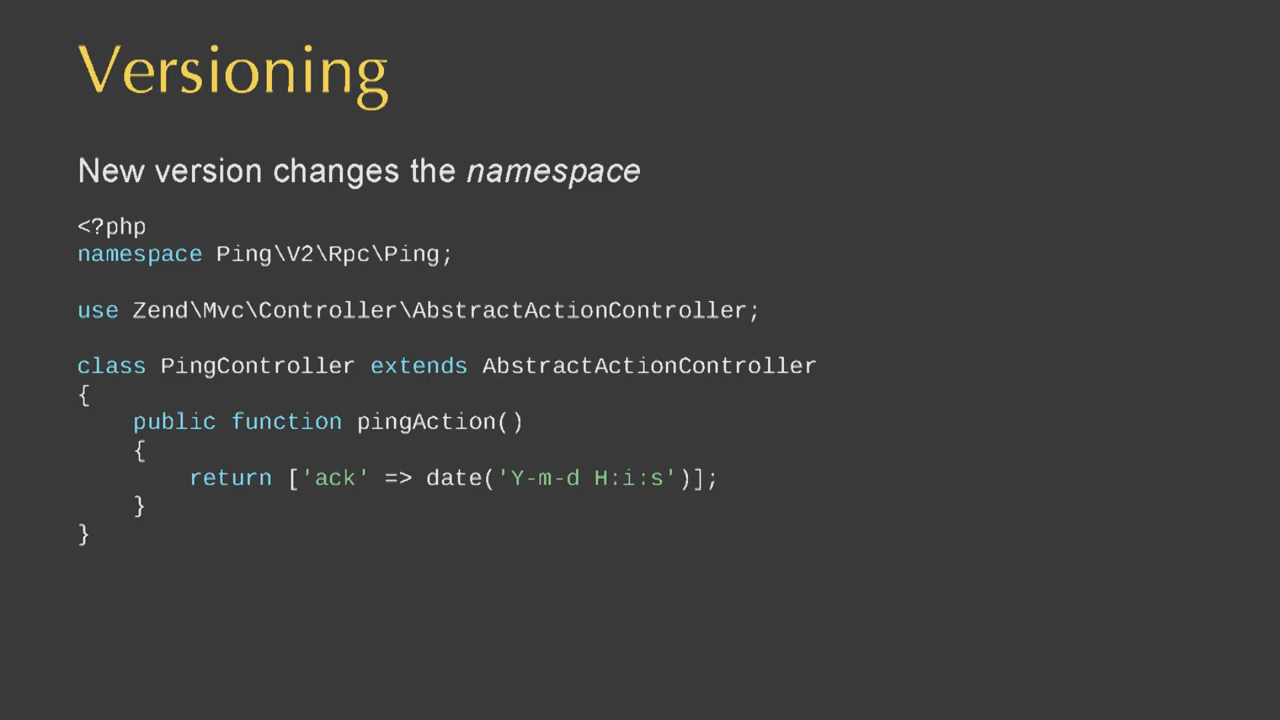 Versioning
New version changes the namespace
<?php
namespace Ping\V2\Rpc\Ping;
use Zend\Mvc\Controller\AbstractActionController;
class PingController extends AbstractActionController
{
    public function pingAction()
    {
        return ['ack' => date('Y-m-d H:i:s')];
    }
}